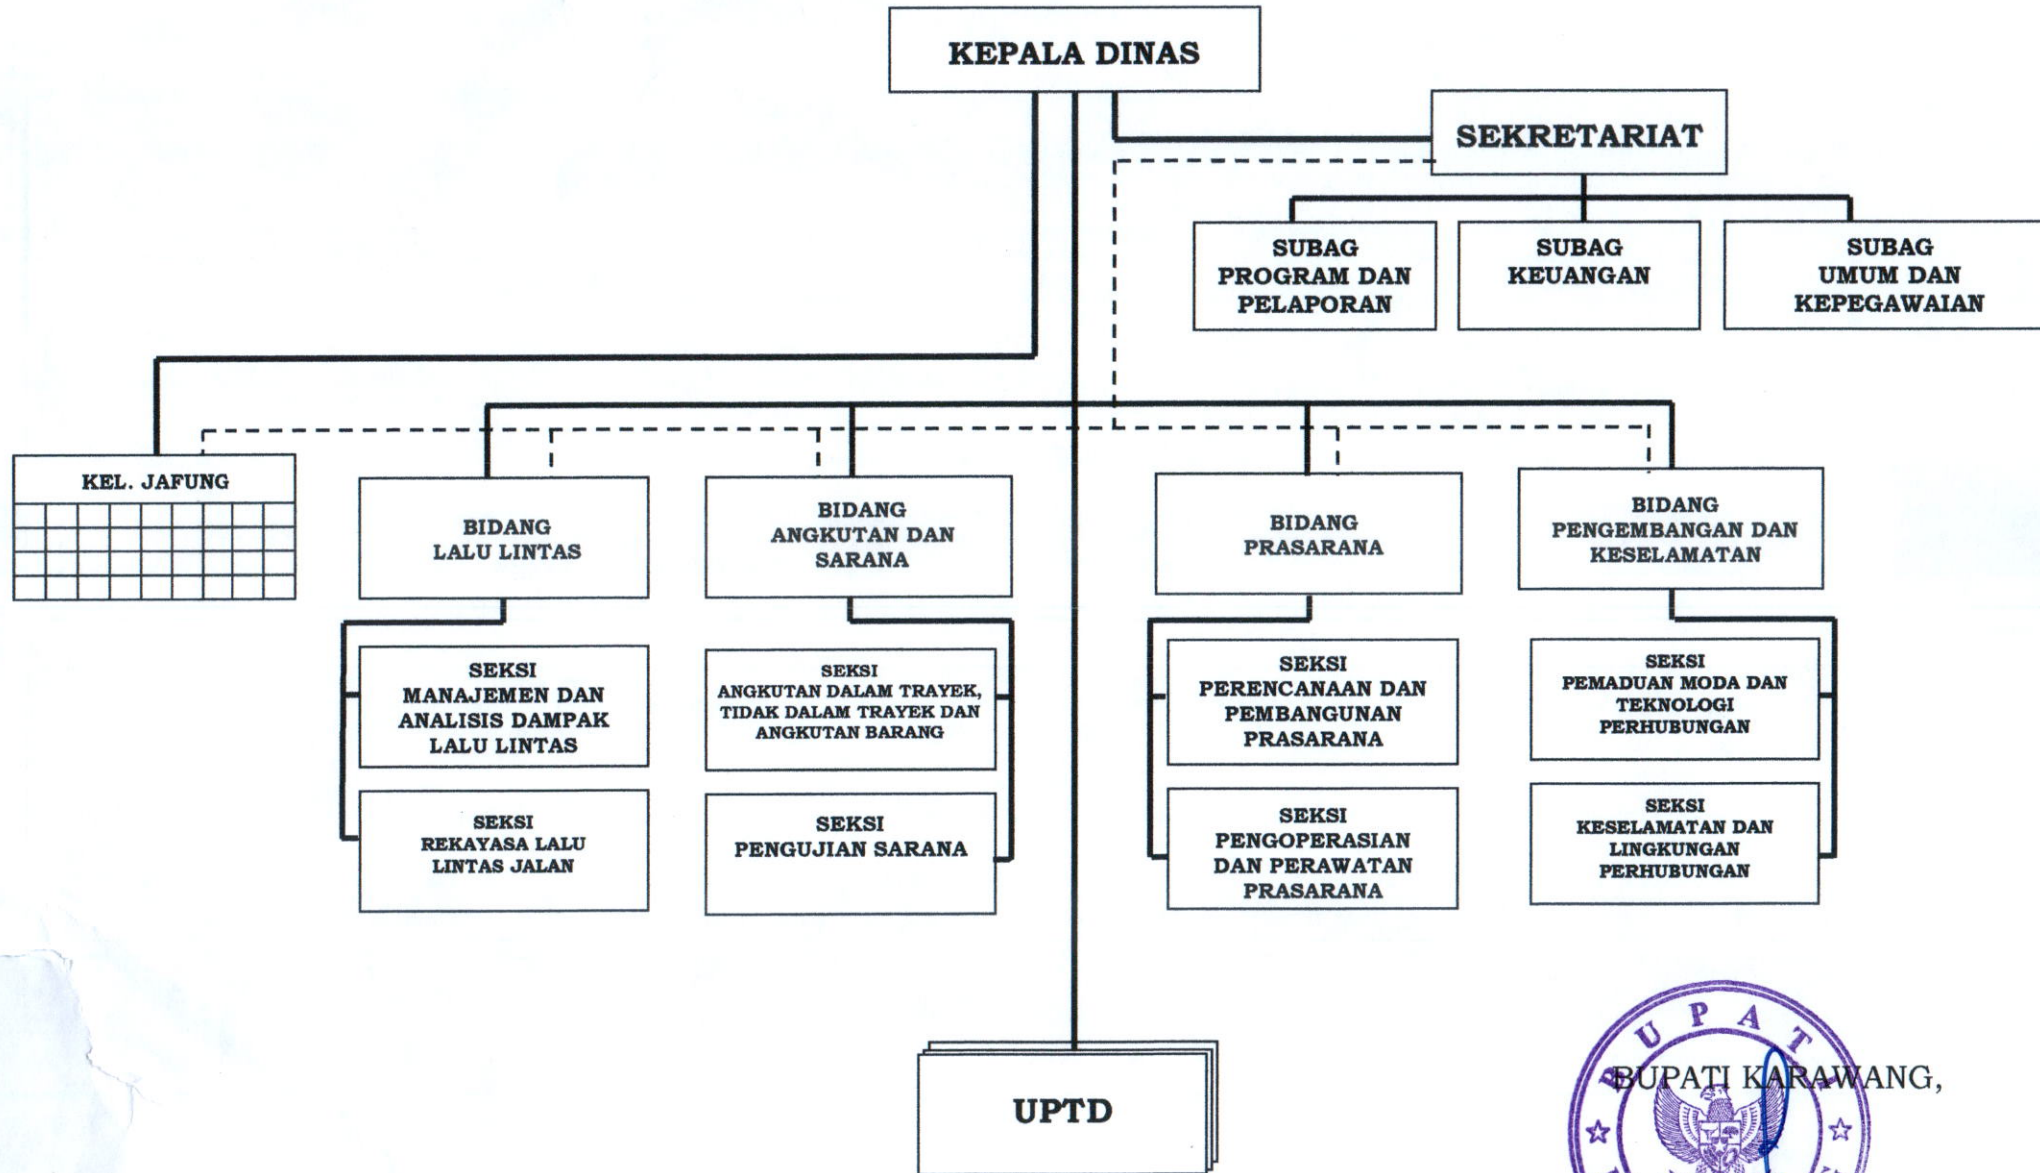 KEPALA DINAS
SEKRETARIAT
SUBAG
PROGRAM DAN
PELAPORAN
SUBAG
KEUANGAN
SUBAG
UMUM DAN
KEPEGAWAIAN
KEL. JAFUNG
BIDANG
LALU LINTAS
BIDANG
ANGKUTAN DAN
SARANA
BIDANG
PRASARANA
BIDANG
PENGEMBANGAN DAN
KESELAMATAN
SEKSI
MANAJEMEN DAN
ANALISIS DAMPAK
LALU LINTAS
SEKSI
ANGKUTAN DALAM TRAYEK,
TIDAK DALAM TRAYEK DAN
ANGKUTAN BARANG
SEKSI
PERENCANAAN DAN
PEMBANGUNAN
PRASARANA
SEKSI
PEMADUAN MODA DAN
TEKNOLOGI
PERHUBUNGAN
SEKSI
REKAYASA LALU
LINTAS JALAN
SEKSI
PENGUJIAN SARANA
SEKSI
PENGOPERASIAN
DAN PERAWATAN
PRASARANA
SEKSI
KESELAMATAN DAN
LINGKUNGAN
PERHUBUNGAN
UPTD
BUPATI
BUPATI KARAWANG,